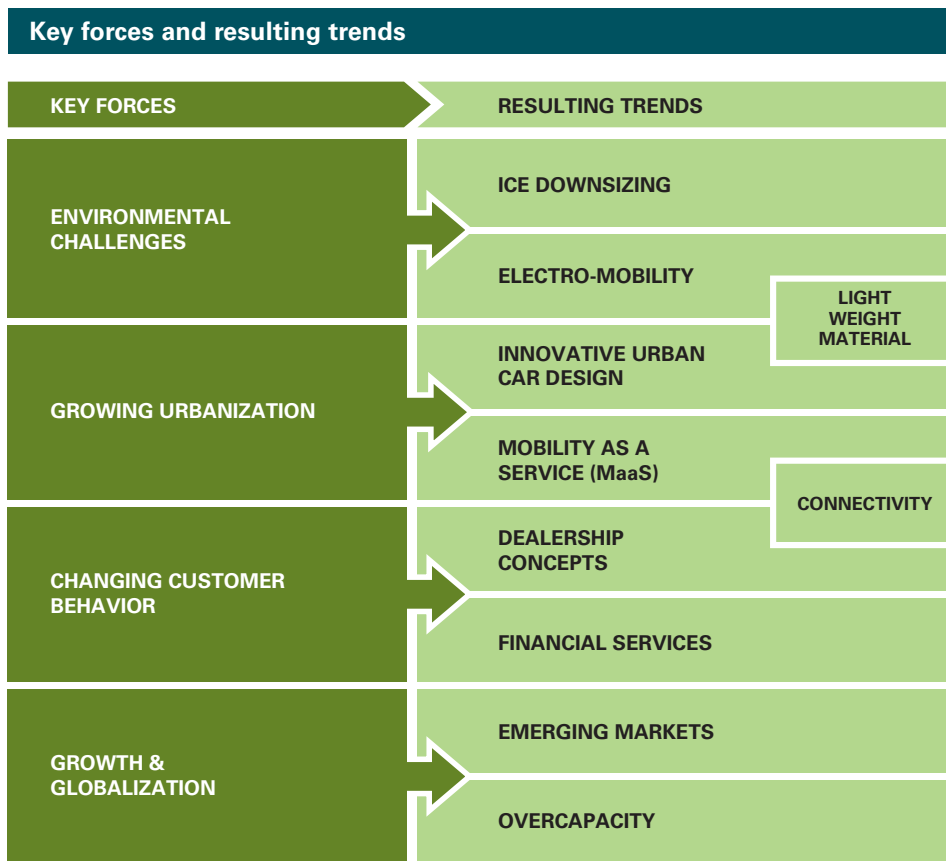 Key forces and resulting trends
KEY FORCES
RESULTING TRENDS
ENVIRONMENTAL
CHALLENGES
ICE DOWNSIZING
ELECTRO-MOBILITY
LIGHT
WEIGHT
MATERIAL
GROWING URBANIZATION
INNOVATIVE URBAN
CAR DESIGN
MOBILITY AS A
SERVICE (MaaS)
CONNECTIVITY
CHANGING CUSTOMER
BEHAVIOR
DEALERSHIP
CONCEPTS
FINANCIAL SERVICES
GROWTH &
GLOBALIZATION
EMERGING MARKETS
OVERCAPACITY